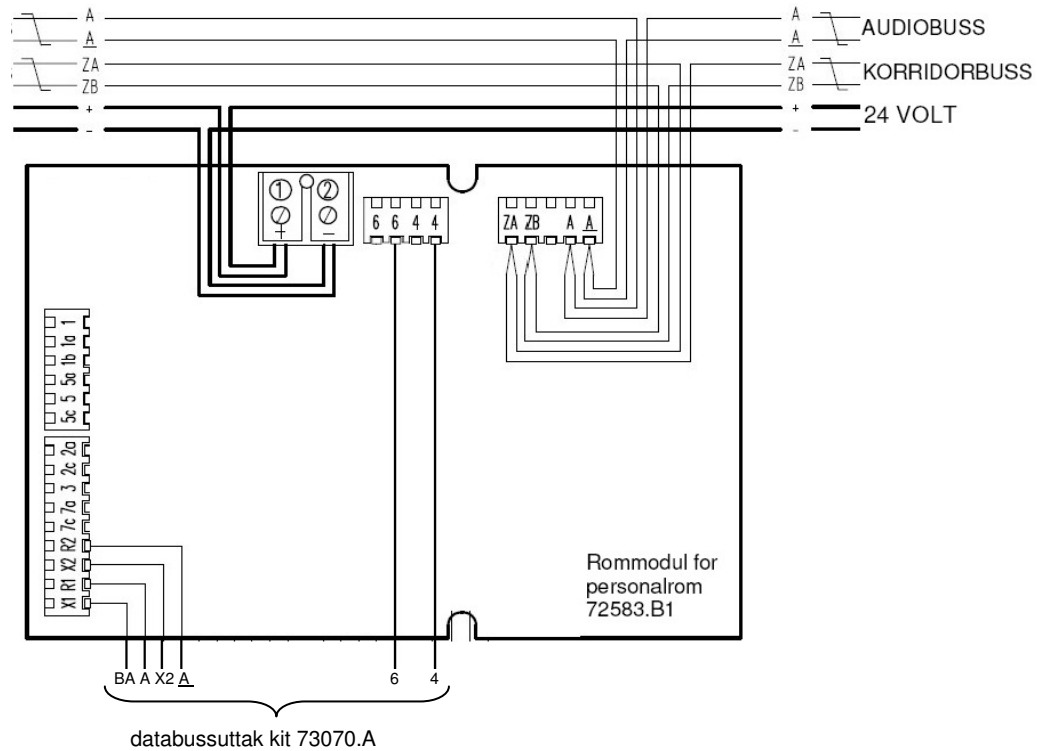 A A
A A AUDIOBUSS
ZA ZA
ZB ZB KORRIDORBUSS
+ +
- - 24 VOLT
1 2
+ -
6 6 4 4
ZA ZB A A
1
1a
1b
5a
5
5c
2a
2c
3
7a
7c
R2
X2
R1
X1
Rommodul for
personalrom
72583.B1
BA A X2 A 6 4
databussuttak kit 73070.A